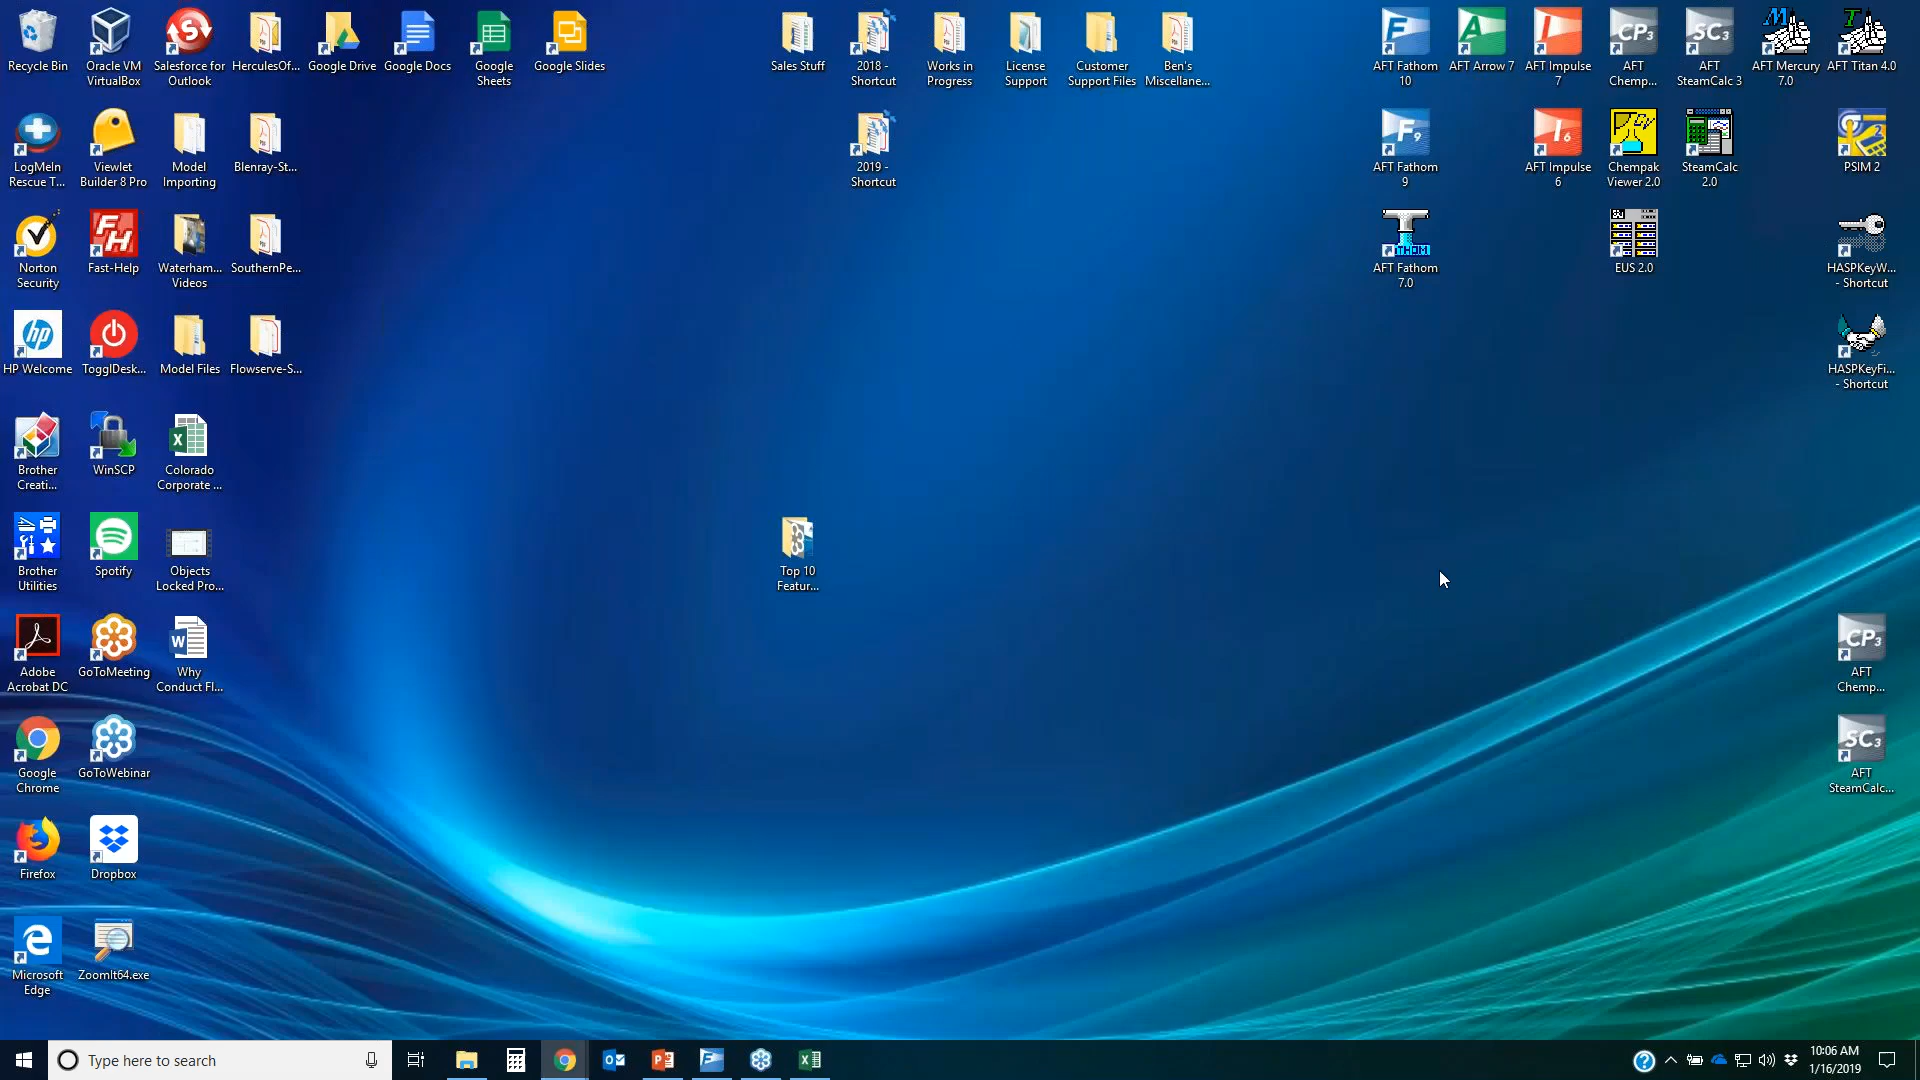 Recycle Bin
Oracle VM
VirtualBox
Salesforce for
Outlook
HerculesOf...
Google Drive
Google Docs
Google
Sheets
Google Slides
Sales Stuff
2018 -
Shortcut
Works in
Progress
License
Support
Customer
Support Files
Ben's
Miscellane...
AFT Fathom
10
AFT Arrow 7
AFT Impulse
7
AFT
Chemp...
AFT
SteamCalc 3
AFT Mercury
7.0
AFT Titan 4.0
LogMeIn
Rescue T...
Viewlet
Builder 8 Pro
Model
Importing
Blenray-St...
2019 -
Shortcut
AFT Fathom
9
AFT Impulse
6
Chempak
Viewer 2.0
SteamCalc
2.0
PSIM 2
Norton
Security
Fast-Help
Waterham...
Videos
SouthernPe...
AFT Fathom
7.0
EUS 2.0
HASPKeyW...
- Shortcut
HP Welcome
TogglDesk...
Model Files
Flowserve-S...
HASPKeyFi...
- Shortcut
Brother
Creati...
WinSCP
Colorado
Corporate ...
Brother
Utilities
Spotify
Objects
Locked Pro...
Top 10
Featur...
Adobe
Acrobat DC
GoToMeeting
Why
Conduct Fl...
AFT
Chemp...
Google
Chrome
GoToWebinar
AFT
SteamCalc...
Firefox
Dropbox
Microsoft
Edge
ZoomIt64.exe
Type here to search
10:06 AM
1/16/2019